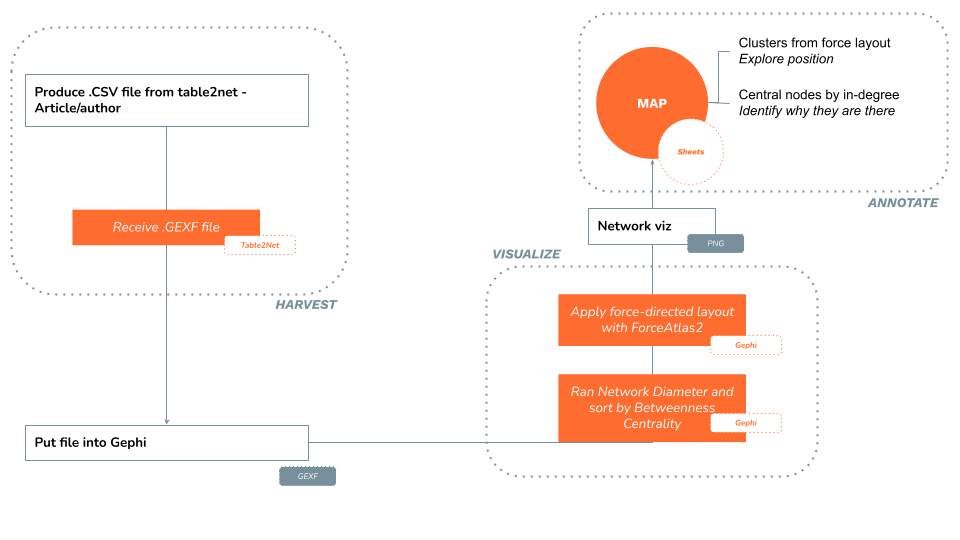 Produce .CSV file from table2net -
Article/author
Receive .GEXF file
Table2Net
HARVEST
Put file into Gephi
GEXF
VISUALIZE
Apply force-directed layout
with ForceAtlas2
Gephi
Ran Network Diameter and
sort by Betweenness
Centrality
Gephi
Network viz
PNG
MAP
Sheets
Clusters from force layout
Explore position
Central nodes by in-degree
Identify why they are there
ANNOTATE